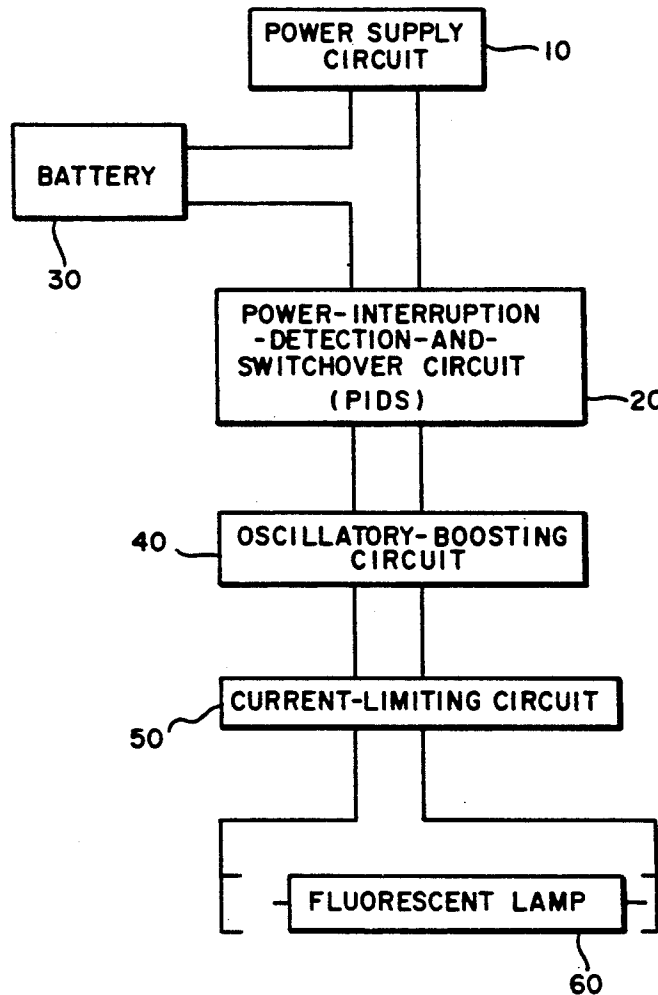 POWER SUPPLY
CIRCUIT
10
BATTERY
30
POWER-INTERRUPTION
-DETECTION-AND-
SWITCHOVER CIRCUIT
(PIDS)
20
40
OSCILLATORY-BOOSTING
CIRCUIT
CURRENT-LIMITING CIRCUIT
50
FLUORESCENT LAMP
60